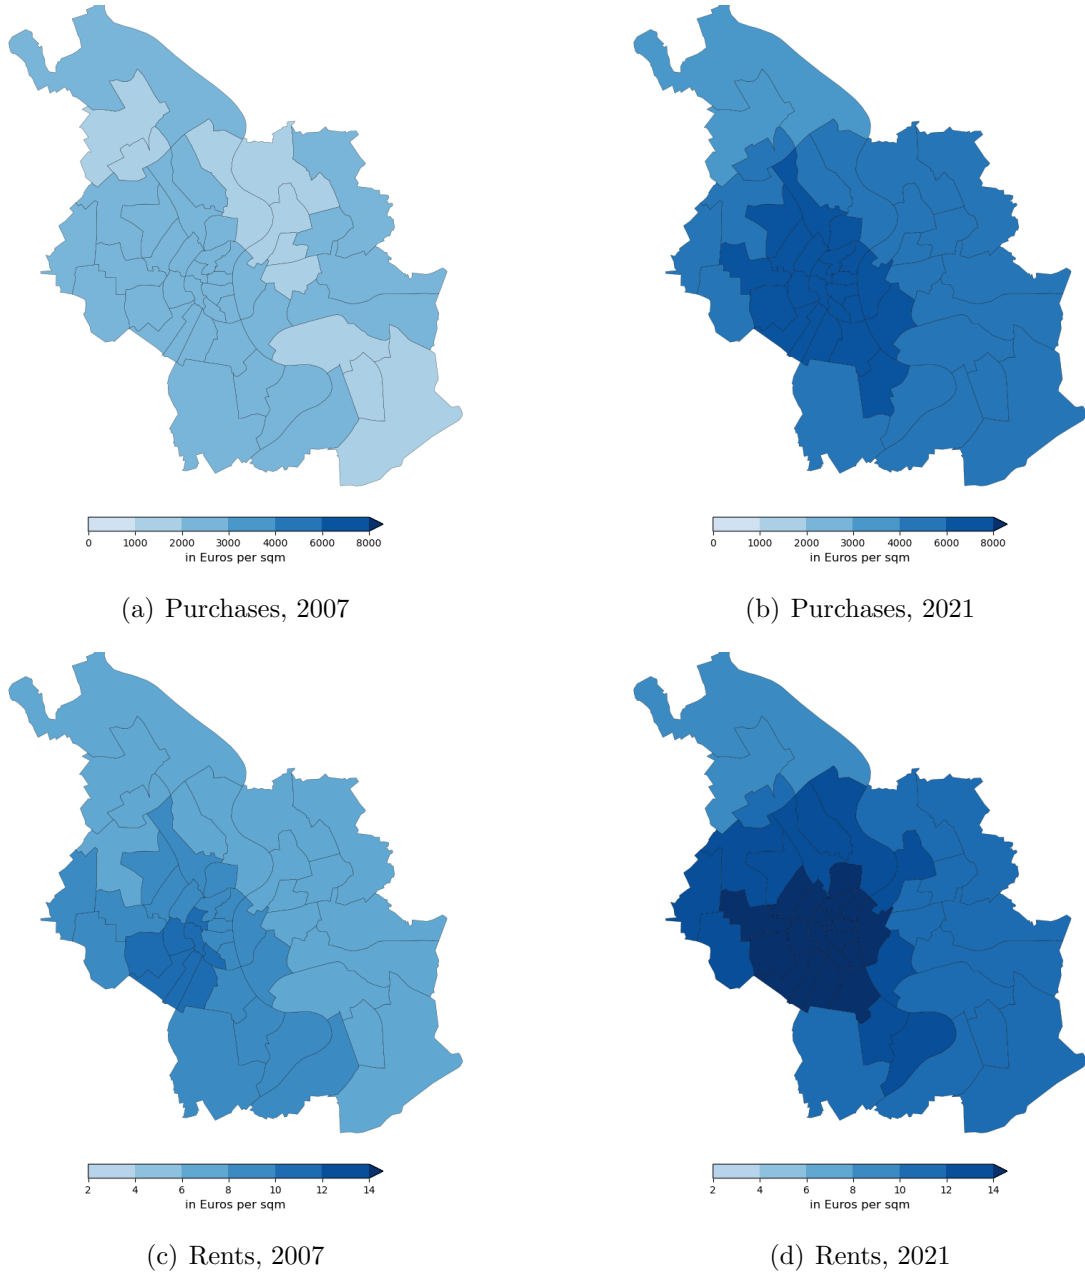 0 1000 2000 3000 4000 6000 8000
in Euros per sqm
(a) Purchases, 2007
0 1000 2000 3000 4000 6000 8000
in Euros per sqm
(b) Purchases, 2021
2 4 6 8 10 12 14
in Euros per sqm
(c) Rents, 2007
2 4 6 8 10 12 14
in Euros per sqm
(d) Rents, 2021